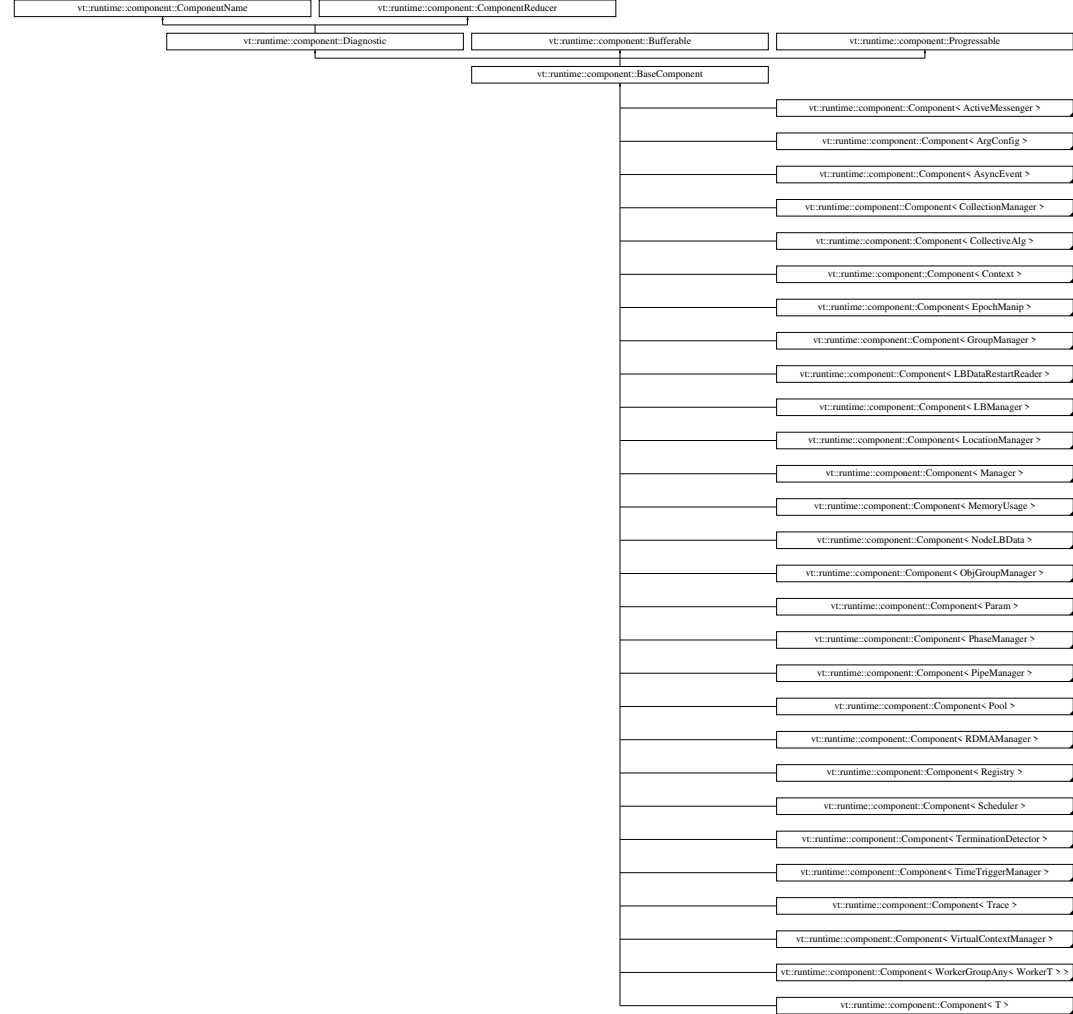 vt::runtime::component::ComponentName
vt::runtime::component::ComponentReducer
vt::runtime::component::Diagnostic
vt::runtime::component::Bufferable
vt::runtime::component::Progressable
vt::runtime::component::BaseComponent
vt::runtime::component::Component< ActiveMessenger >
vt::runtime::component::Component< ArgConfig >
vt::runtime::component::Component< AsyncEvent >
vt::runtime::component::Component< CollectionManager >
vt::runtime::component::Component< CollectiveAlg >
vt::runtime::component::Component< Context >
vt::runtime::component::Component< EpochManip >
vt::runtime::component::Component< GroupManager >
vt::runtime::component::Component< LBDataRestartReader >
vt::runtime::component::Component< LBManager >
vt::runtime::component::Component< LocationManager >
vt::runtime::component::Component< Manager >
vt::runtime::component::Component< MemoryUsage >
vt::runtime::component::Component< NodeLBData >
vt::runtime::component::Component< ObjGroupManager >
vt::runtime::component::Component< Param >
vt::runtime::component::Component< PhaseManager >
vt::runtime::component::Component< PipeManager >
vt::runtime::component::Component< Pool >
vt::runtime::component::Component< RDMAManager >
vt::runtime::component::Component< Registry >
vt::runtime::component::Component< Scheduler >
vt::runtime::component::Component< TerminationDetector >
vt::runtime::component::Component< TimeTriggerManager >
vt::runtime::component::Component< Trace >
vt::runtime::component::Component< VirtualContextManager >
vt::runtime::component::Component< WorkerGroupAny< WorkerT > >
vt::runtime::component::Component< T >